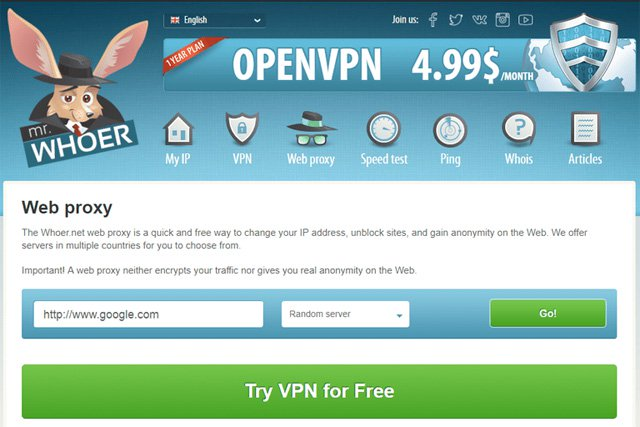 English
Join us:
1 YEAR PLAN
OPENVPN 4.99$/MONTH
mr.
WHOER
My IP
VPN
Web proxy
Speed test
Ping
Whois
Articles
Web proxy
The Whoer.net web proxy is a quick and free way to change your IP address, unblock sites, and gain anonymity on the Web. We offer
servers in multiple countries for you to choose from.
Important! A web proxy neither encrypts your traffic nor gives you real anonymity on the Web.
http://www.google.com
Random server
Go!
Try VPN for Free